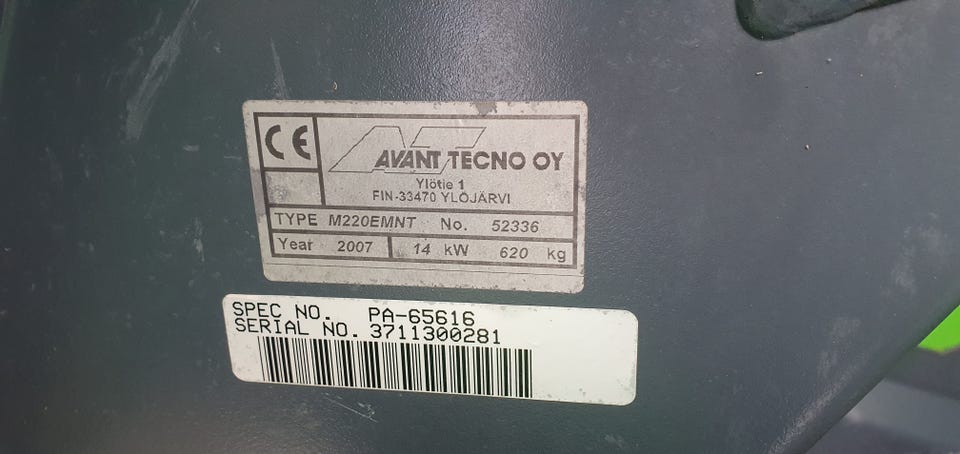 CE
AVANT TECNO OY
Ylötie 1
FIN-33470 YLÖJÄRVI
TYPE M220EMNT No. 52336
Year 2007 14 kW 620 kg
SPEC NO. PA-65616
SERIAL NO. 3711300281